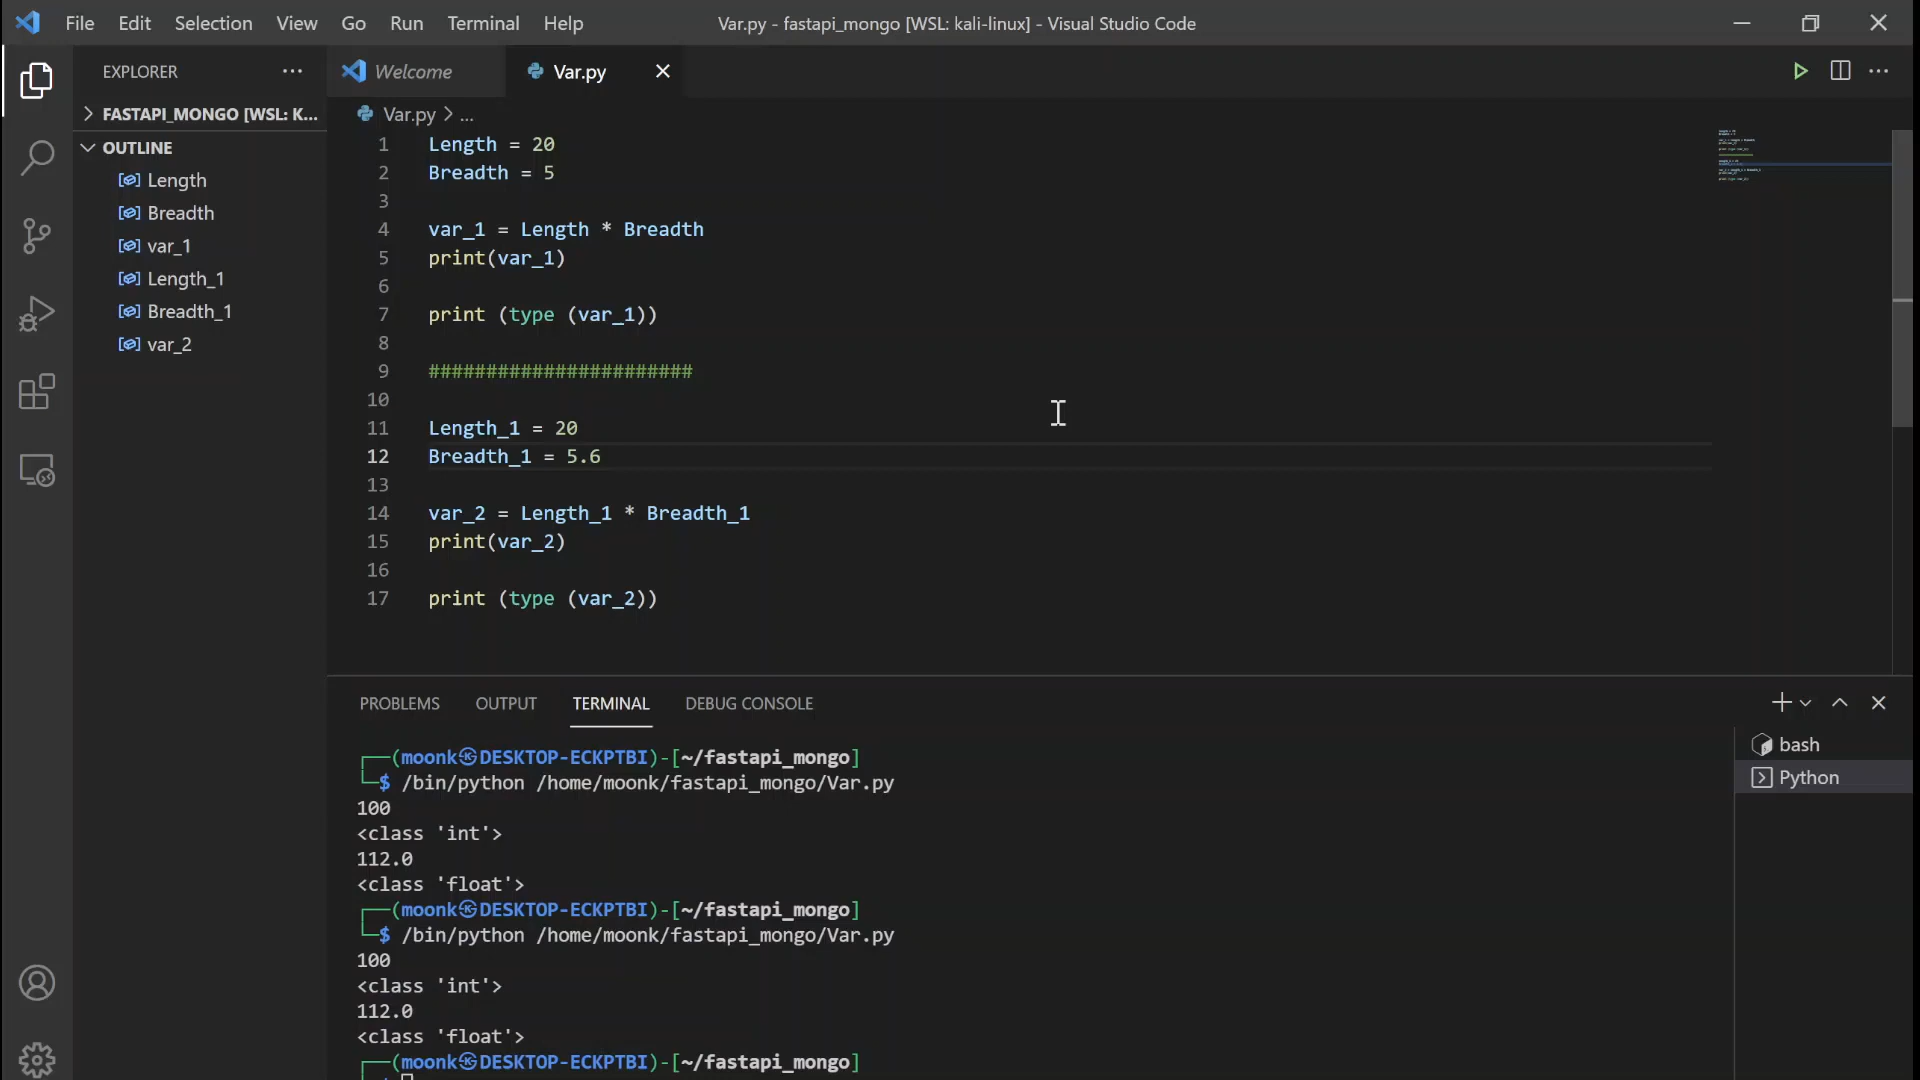 File Edit Selection View Go Run Terminal Help
Var.py - fastapi_mongo [WSL: kali-linux] - Visual Studio Code
EXPLORER ...
Welcome
Var.py
FASTAPI_MONGO [WSL: K...
OUTLINE
Length
Breadth
var_1
Length_1
Breadth_1
var_2
Var.py > ...
1 Length = 20
2 Breadth = 5
3
4 var_1 = Length * Breadth
5 print(var_1)
6
7 print (type (var_1))
8
9 #######################
10
11 Length_1 = 20
12 Breadth_1 = 5.6
13
14 var_2 = Length_1 * Breadth_1
15 print(var_2)
16
17 print (type (var_2))
PROBLEMS OUTPUT TERMINAL DEBUG CONSOLE
┌──(moonk㉿DESKTOP-ECKPTBI)-[~/fastapi_mongo]
└─$ /bin/python /home/moonk/fastapi_mongo/Var.py
100
<class 'int'>
112.0
<class 'float'>
┌──(moonk㉿DESKTOP-ECKPTBI)-[~/fastapi_mongo]
└─$ /bin/python /home/moonk/fastapi_mongo/Var.py
100
<class 'int'>
112.0
<class 'float'>
┌──(moonk㉿DESKTOP-ECKPTBI)-[~/fastapi_mongo]
bash
Python